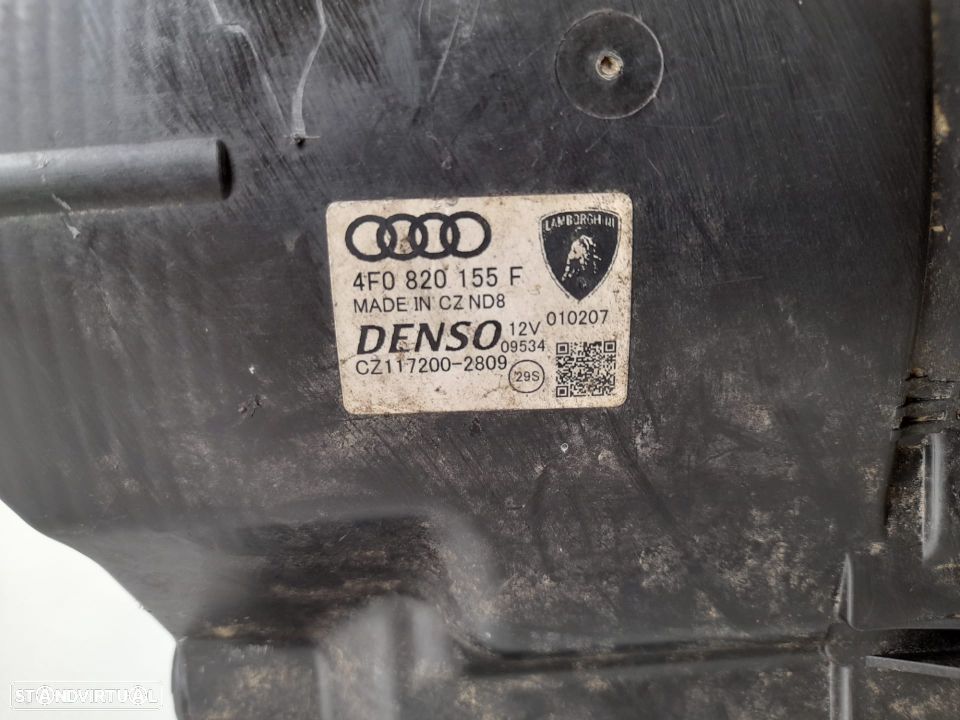 LAMBORGHINI
4F0 820 155 F
MADE IN CZ ND8
010207
DENSO 12V
09534
CZ117200-2809
29S
STANDVIRTUAL